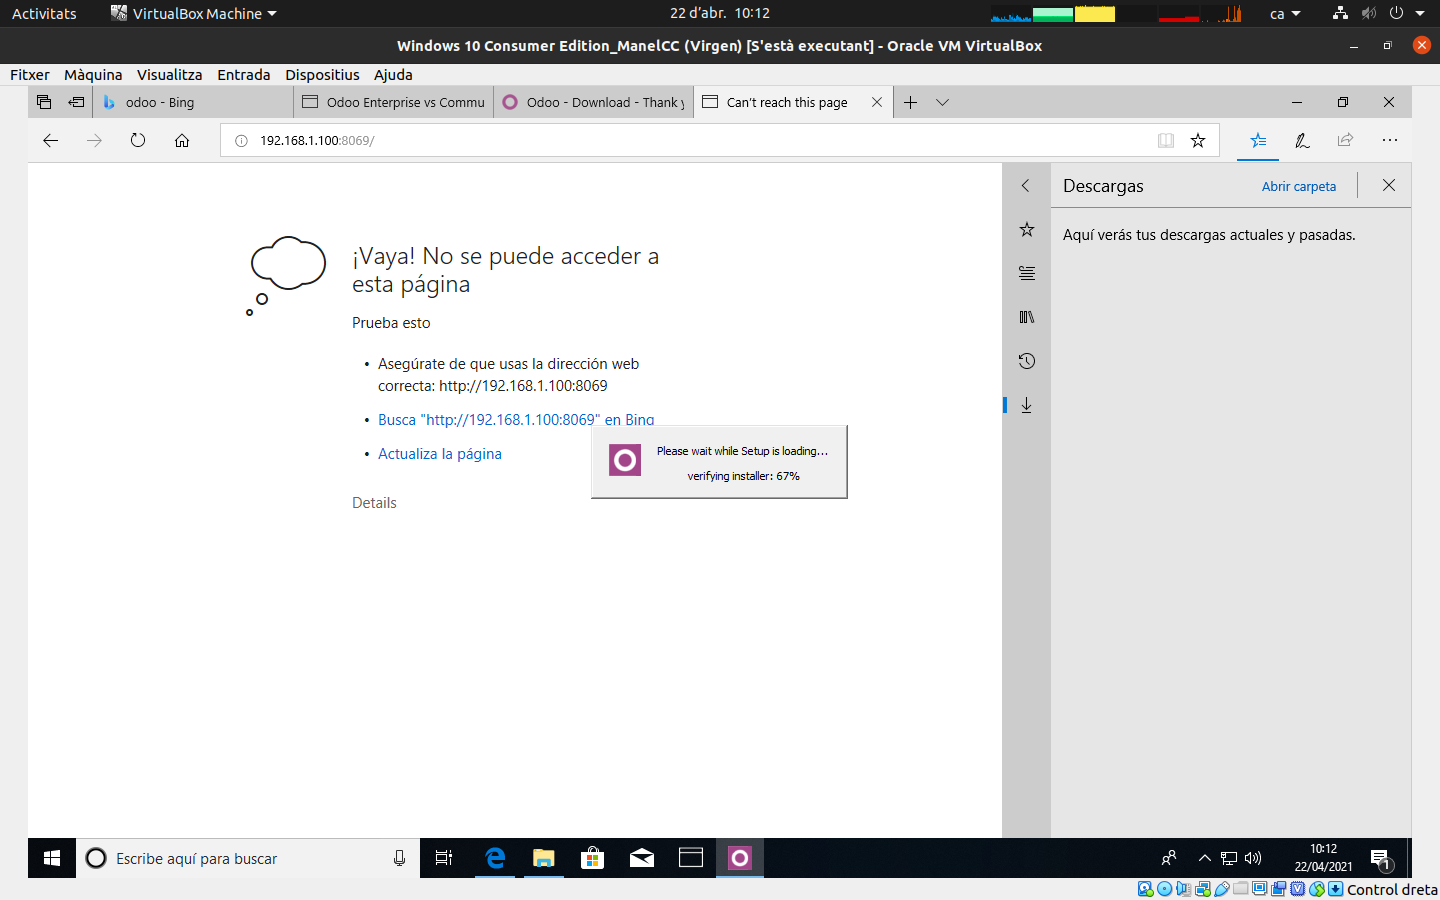 Activitats
VirtualBox Machine
22 d’abr.  10:12
ca
Windows 10 Consumer Edition_ManelCC (Virgen) [S'està executant] - Oracle VM VirtualBox
Fitxer
Màquina
Visualitza
Entrada
Dispositius
Ajuda
odoo - Bing
Odoo Enterprise vs Commu
Odoo - Download - Thank y
Can’t reach this page
192.168.1.100:8069/
¡Vaya! No se puede acceder a
esta página
Prueba esto
• Asegúrate de que usas la dirección web
correcta: http://192.168.1.100:8069
• Busca "http://192.168.1.100:8069" en Bing
• Actualiza la página
Details
Please wait while Setup is loading...
verifying installer: 67%
Descargas
Abrir carpeta
Aquí verás tus descargas actuales y pasadas.
Escribe aquí para buscar
10:12
22/04/2021
1
Control dreta